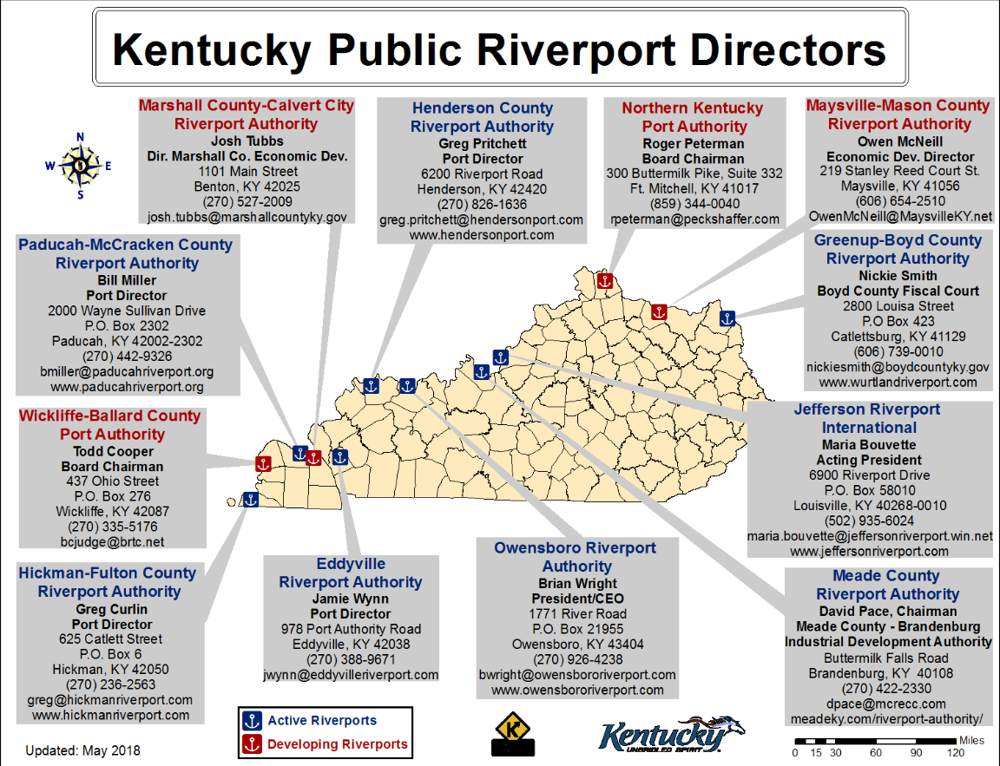 Kentucky Public Riverport Directors
N
W E
S
Marshall County-Calvert City
Riverport Authority
Josh Tubbs
Dir. Marshall Co. Economic Dev.
1101 Main Street
Benton, KY 42025
(270) 527-2009
josh.tubbs@marshallcountyky.gov
Henderson County
Riverport Authority
Greg Pritchett
Port Director
6200 Riverport Road
Henderson, KY 42420
(270) 826-1636
greg.pritchett@hendersonport.com
www.hendersonport.com
Northern Kentucky
Port Authority
Roger Peterman
Board Chairman
300 Buttermilk Pike, Suite 332
Ft. Mitchell, KY 41017
(859) 344-0040
rpeterman@peckshaffer.com
Maysville-Mason County
Riverport Authority
Owen McNeill
Economic Dev. Director
219 Stanley Reed Court St.
Maysville, KY 41056
(606) 654-2510
OwenMcNeill@MaysvilleKY.net
Paducah-McCracken County
Riverport Authority
Bill Miller
Port Director
2000 Wayne Sullivan Drive
P.O. Box 2302
Paducah, KY 42002-2302
(270) 442-9326
bmiller@paducahriverport.org
www.paducahriverport.org
Greenup-Boyd County
Riverport Authority
Nickie Smith
Boyd County Fiscal Court
2800 Louisa Street
P.O Box 423
Catlettsburg, KY 41129
(606) 739-0010
nickiesmith@boydcountyky.gov
www.wurtlandriverport.com
Wickliffe-Ballard County
Port Authority
Todd Cooper
Board Chairman
437 Ohio Street
P.O. Box 276
Wickliffe, KY 42087
(270) 335-5176
bcjudge@brtc.net
Jefferson Riverport
International
Maria Bouvette
Acting President
6900 Riverport Drive
P.O. Box 58010
Louisville, KY 40268-0010
(502) 935-6024
maria.bouvette@jeffersonriverport.win.net
www.jeffersonriverport.com
Hickman-Fulton County
Riverport Authority
Greg Curlin
Port Director
625 Catlett Street
P.O. Box 6
Hickman, KY 42050
(270) 236-2563
greg@hickmanriverport.com
www.hickmanriverport.com
Eddyville
Riverport Authority
Jamie Wynn
Port Director
978 Port Authority Road
Eddyville, KY 42038
(270) 388-9671
jwynn@eddyvilleriverport.com
Owensboro Riverport
Authority
Brian Wright
President/CEO
1771 River Road
P.O. Box 21955
Owensboro, KY 43404
(270) 926-4238
bwright@owensbororiverport.com
www.owensbororiverport.com
Meade County
Riverport Authority
David Pace, Chairman
Meade County - Brandenburg
Industrial Development Authority
Buttermilk Falls Road
Brandenburg, KY 40108
(270) 422-2330
dpace@mcrecc.com
meadeky.com/riverport-authority/
Active Riverports
Developing Riverports
Updated: May 2018
K
Kentucky
UNBRIDLED SPIRIT
Miles
0 15 30 60 90 120